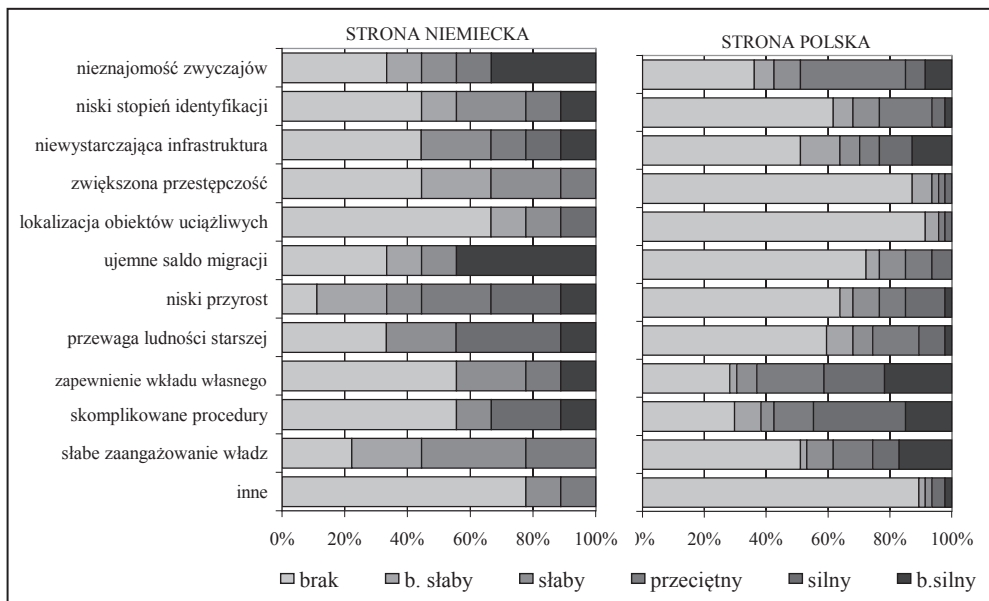 STRONA NIEMIECKA
STRONA POLSKA
nieznajomość zwyczajów
niski stopień identyfikacji
niewystarczająca infrastruktura
zwiększona przestępczość
lokalizacja obiektów uciążliwych
ujemne saldo migracji
niski przyrost
przewaga ludności starszej
zapewnienie wkładu własnego
skomplikowane procedury
słabe zaangażowanie władz
inne
0% 20% 40% 60% 80% 100% 0% 20% 40% 60% 80% 100%
brak b. słaby słaby przeciętny silny b.silny